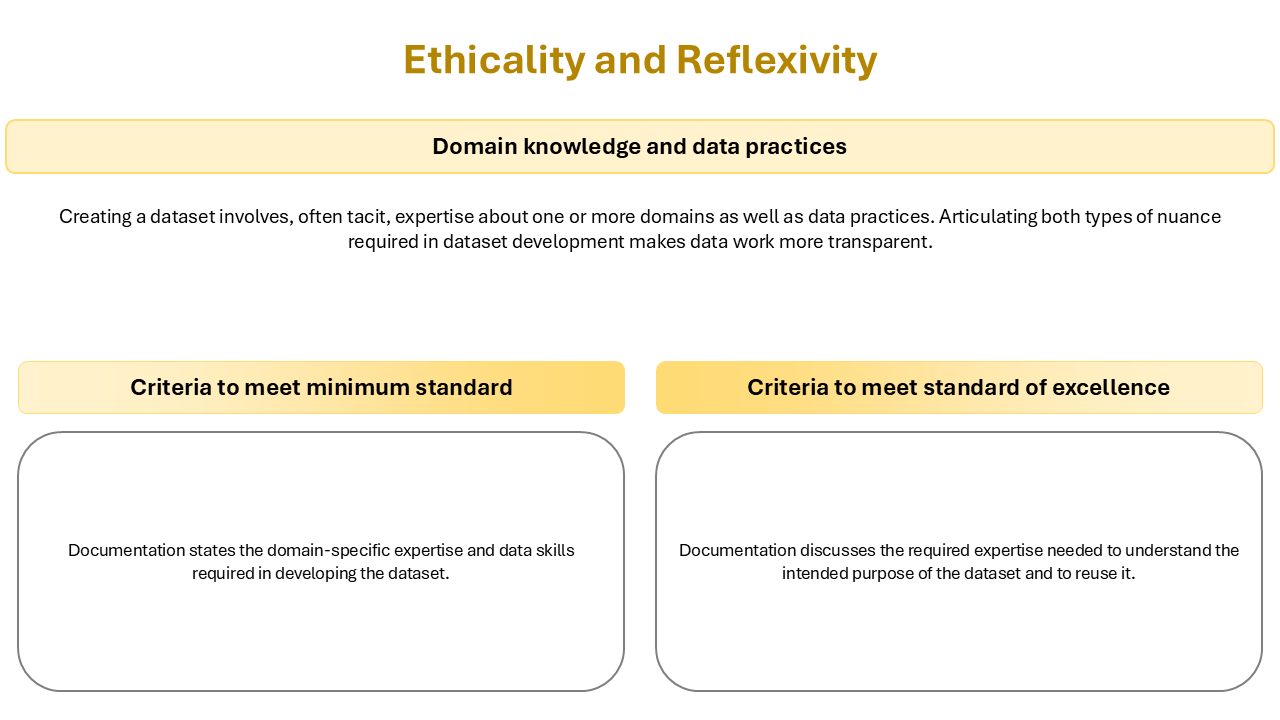 Ethicality and Reflexivity
Domain knowledge and data practices
Creating a dataset involves, often tacit, expertise about one or more domains as well as data practices. Articulating both types of nuance
required in dataset development makes data work more transparent.
Criteria to meet minimum standard
Criteria to meet standard of excellence
Documentation states the domain-specific expertise and data skills
required in developing the dataset.
Documentation discusses the required expertise needed to understand the
intended purpose of the dataset and to reuse it.